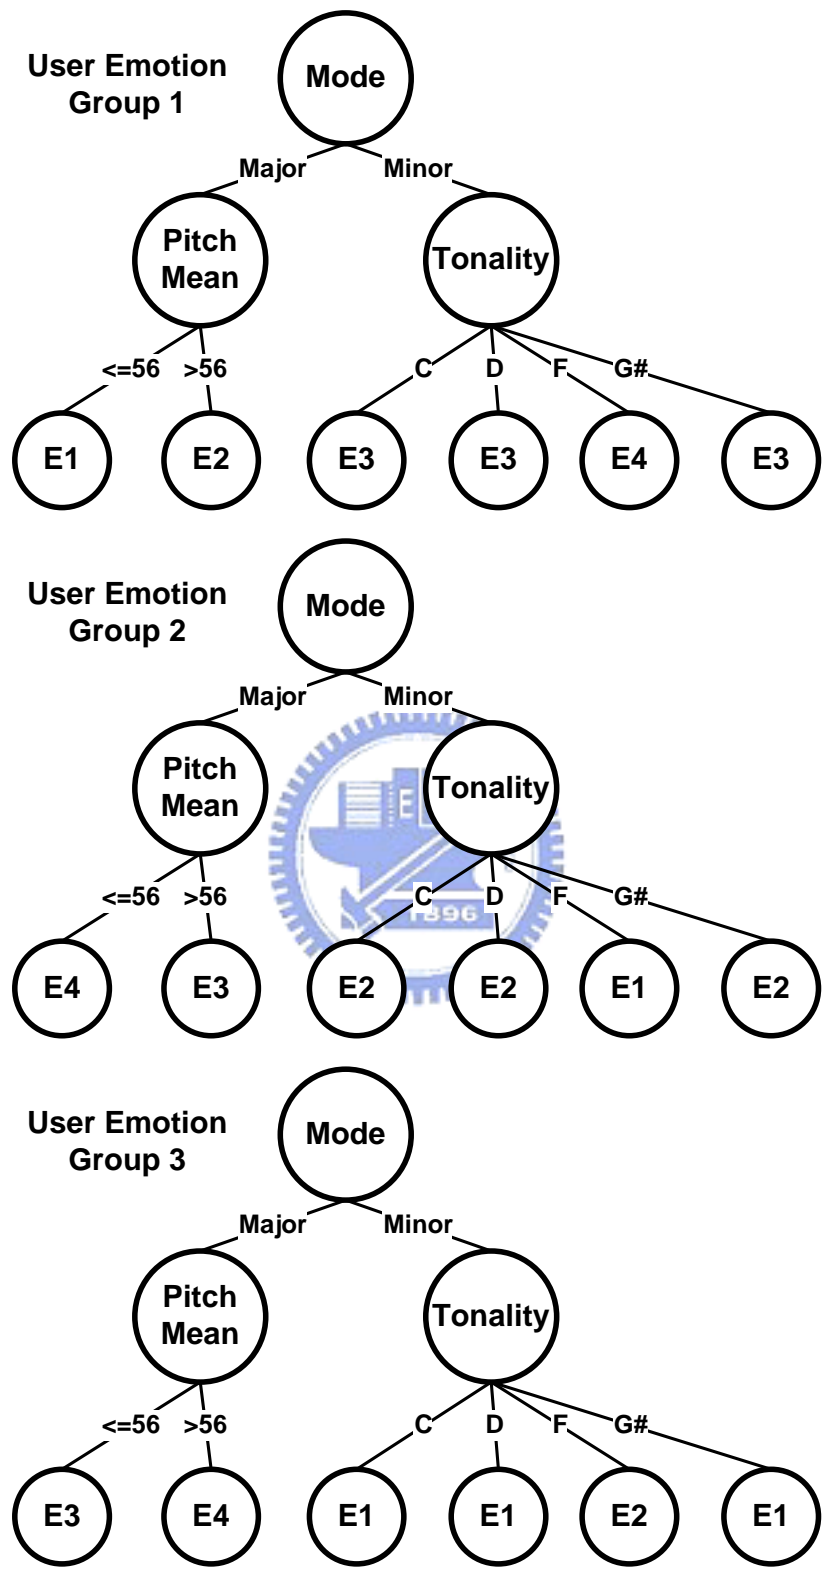 User Emotion
Group 1
Mode
Major
Minor
Pitch
Mean
Tonality
<=56
>56
C
D
F
G#
E1
E2
E3
E3
E4
E3
User Emotion
Group 2
Mode
Major
Minor
Pitch
Mean
Tonality
<=56
>56
C
D
F
G#
1896
E4
E3
E2
E2
E1
E2
User Emotion
Group 3
Mode
Major
Minor
Pitch
Mean
Tonality
<=56
>56
C
D
F
G#
E3
E4
E1
E1
E2
E1